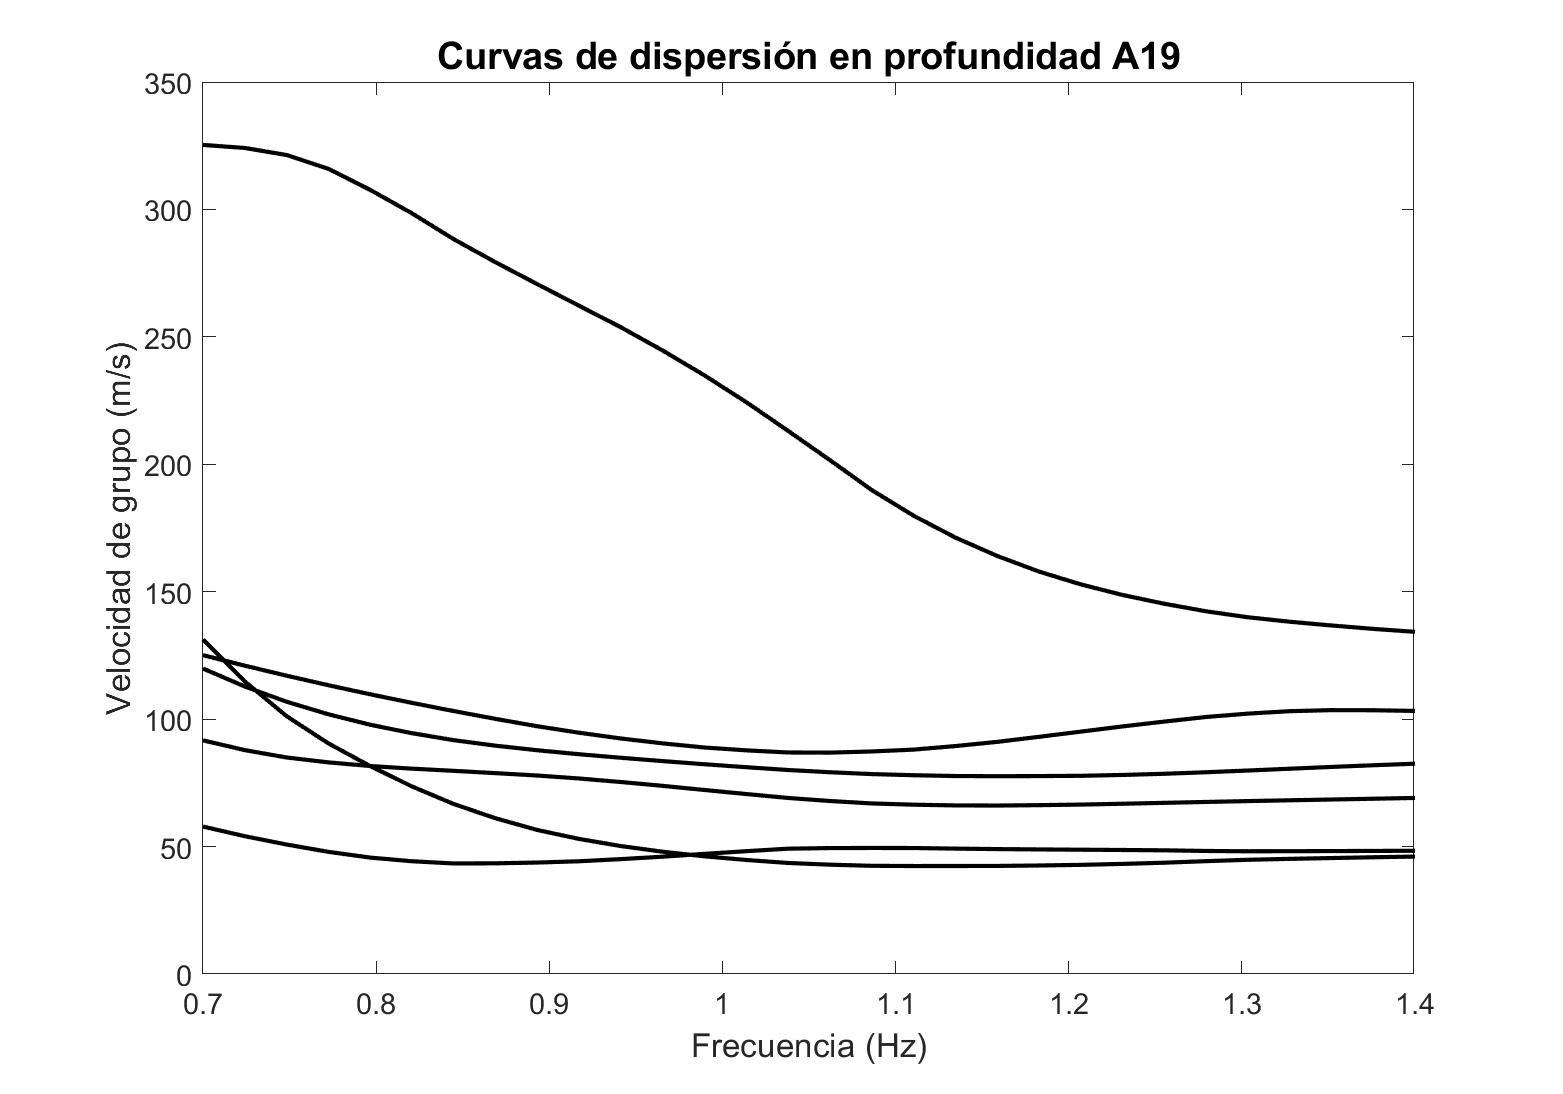 Curvas de dispersión en profundidad A19
350
300
250
200
150
100
50
0
Velocidad de grupo (m/s)
0.7 0.8 0.9 1 1.1 1.2 1.3 1.4
Frecuencia (Hz)